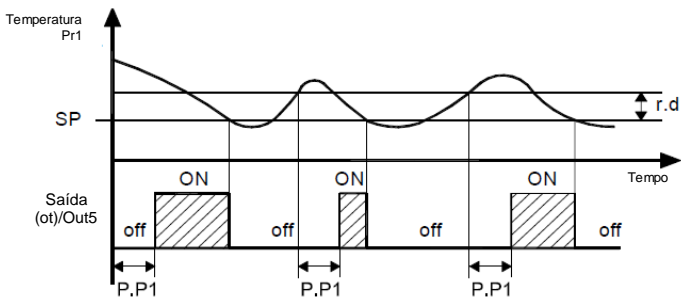 Temperatura
Pr1
r.d
SP
Tempo
ON
ON
ON
Saída
(ot)/Out5
off
off
off
off
P.P1
P.P1
P.P1